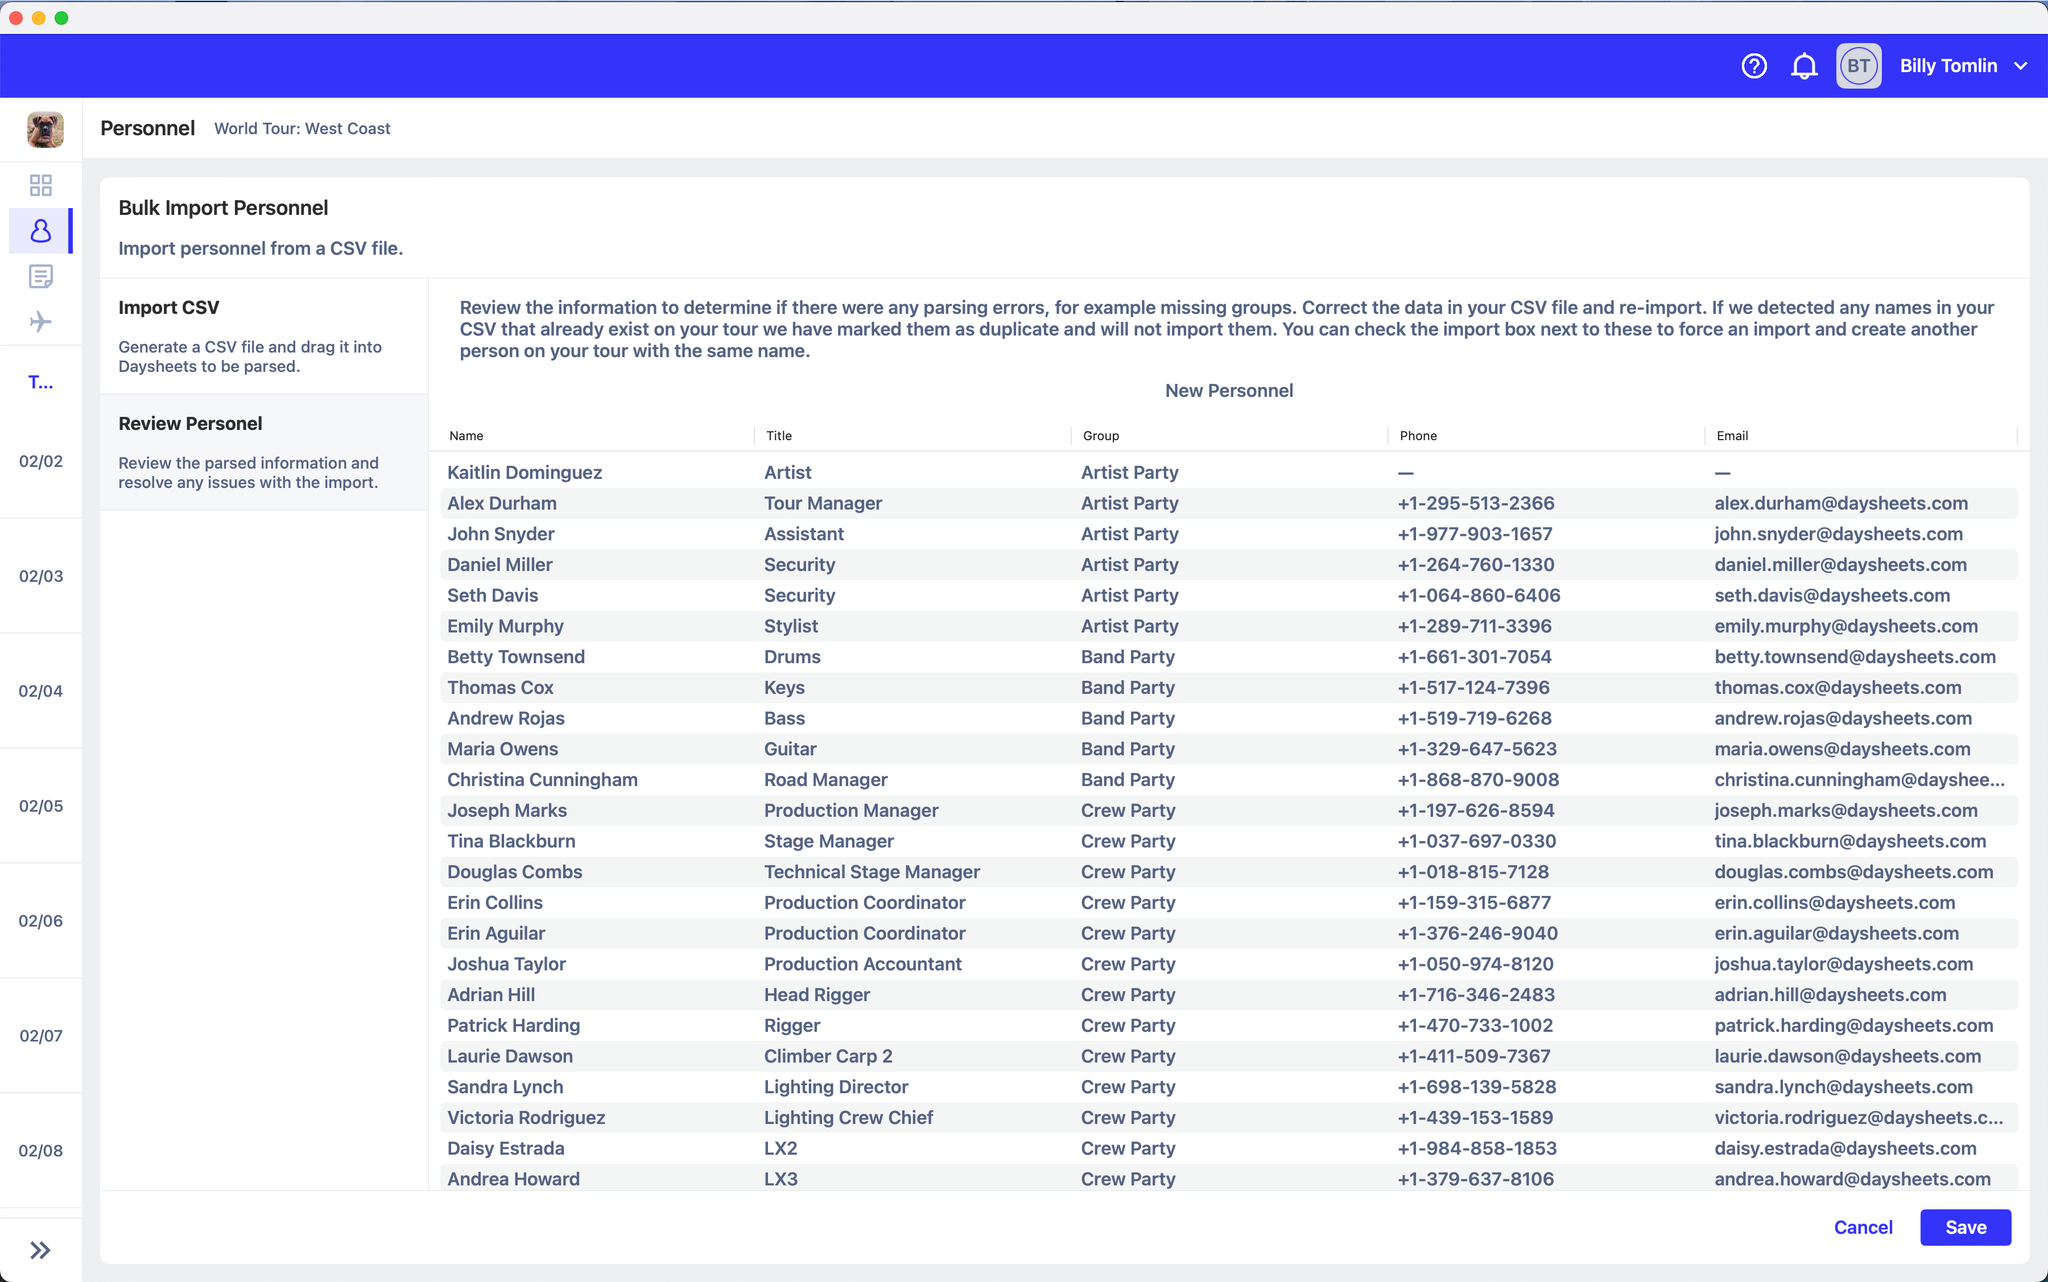 BT
Billy Tomlin
Personnel
World Tour: West Coast
T...
02/02
02/03
02/04
02/05
02/06
02/07
02/08
Bulk Import Personnel
Import personnel from a CSV file.
Import CSV
Generate a CSV file and drag it into
Daysheets to be parsed.
Review Personel
Review the parsed information and
resolve any issues with the import.
Review the information to determine if there were any parsing errors, for example missing groups. Correct the data in your CSV file and re-import. If we detected any names in your
CSV that already exist on your tour we have marked them as duplicate and will not import them. You can check the import box next to these to force an import and create another
person on your tour with the same name.
New Personnel
Name Title Group Phone Email
Kaitlin Dominguez Artist Artist Party — —
Alex Durham Tour Manager Artist Party +1-295-513-2366 alex.durham@daysheets.com
John Snyder Assistant Artist Party +1-977-903-1657 john.snyder@daysheets.com
Daniel Miller Security Artist Party +1-264-760-1330 daniel.miller@daysheets.com
Seth Davis Security Artist Party +1-064-860-6406 seth.davis@daysheets.com
Emily Murphy Stylist Artist Party +1-289-711-3396 emily.murphy@daysheets.com
Betty Townsend Drums Band Party +1-661-301-7054 betty.townsend@daysheets.com
Thomas Cox Keys Band Party +1-517-124-7396 thomas.cox@daysheets.com
Andrew Rojas Bass Band Party +1-519-719-6268 andrew.rojas@daysheets.com
Maria Owens Guitar Band Party +1-329-647-5623 maria.owens@daysheets.com
Christina Cunningham Road Manager Band Party +1-868-870-9008 christina.cunningham@dayshee...
Joseph Marks Production Manager Crew Party +1-197-626-8594 joseph.marks@daysheets.com
Tina Blackburn Stage Manager Crew Party +1-037-697-0330 tina.blackburn@daysheets.com
Douglas Combs Technical Stage Manager Crew Party +1-018-815-7128 douglas.combs@daysheets.com
Erin Collins Production Coordinator Crew Party +1-159-315-6877 erin.collins@daysheets.com
Erin Aguilar Production Coordinator Crew Party +1-376-246-9040 erin.aguilar@daysheets.com
Joshua Taylor Production Accountant Crew Party +1-050-974-8120 joshua.taylor@daysheets.com
Adrian Hill Head Rigger Crew Party +1-716-346-2483 adrian.hill@daysheets.com
Patrick Harding Rigger Crew Party +1-470-733-1002 patrick.harding@daysheets.com
Laurie Dawson Climber Carp 2 Crew Party +1-411-509-7367 laurie.dawson@daysheets.com
Sandra Lynch Lighting Director Crew Party +1-698-139-5828 sandra.lynch@daysheets.com
Victoria Rodriguez Lighting Crew Chief Crew Party +1-439-153-1589 victoria.rodriguez@daysheets.c...
Daisy Estrada LX2 Crew Party +1-984-858-1853 daisy.estrada@daysheets.com
Andrea Howard LX3 Crew Party +1-379-637-8106 andrea.howard@daysheets.com
Cancel
Save